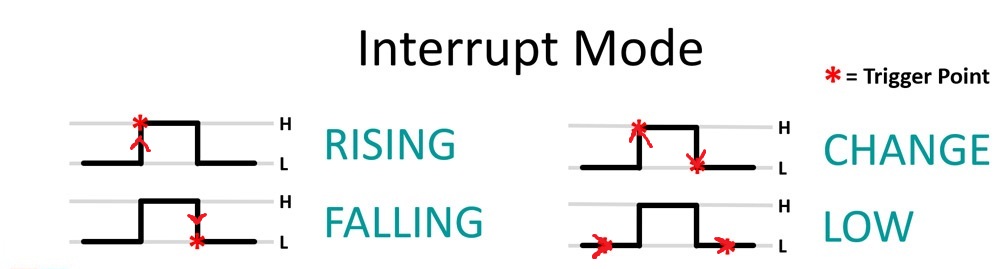 Interrupt Mode
* = Trigger Point
H
RISING
L
H
FALLING
L
H
CHANGE
L
H
LOW
L